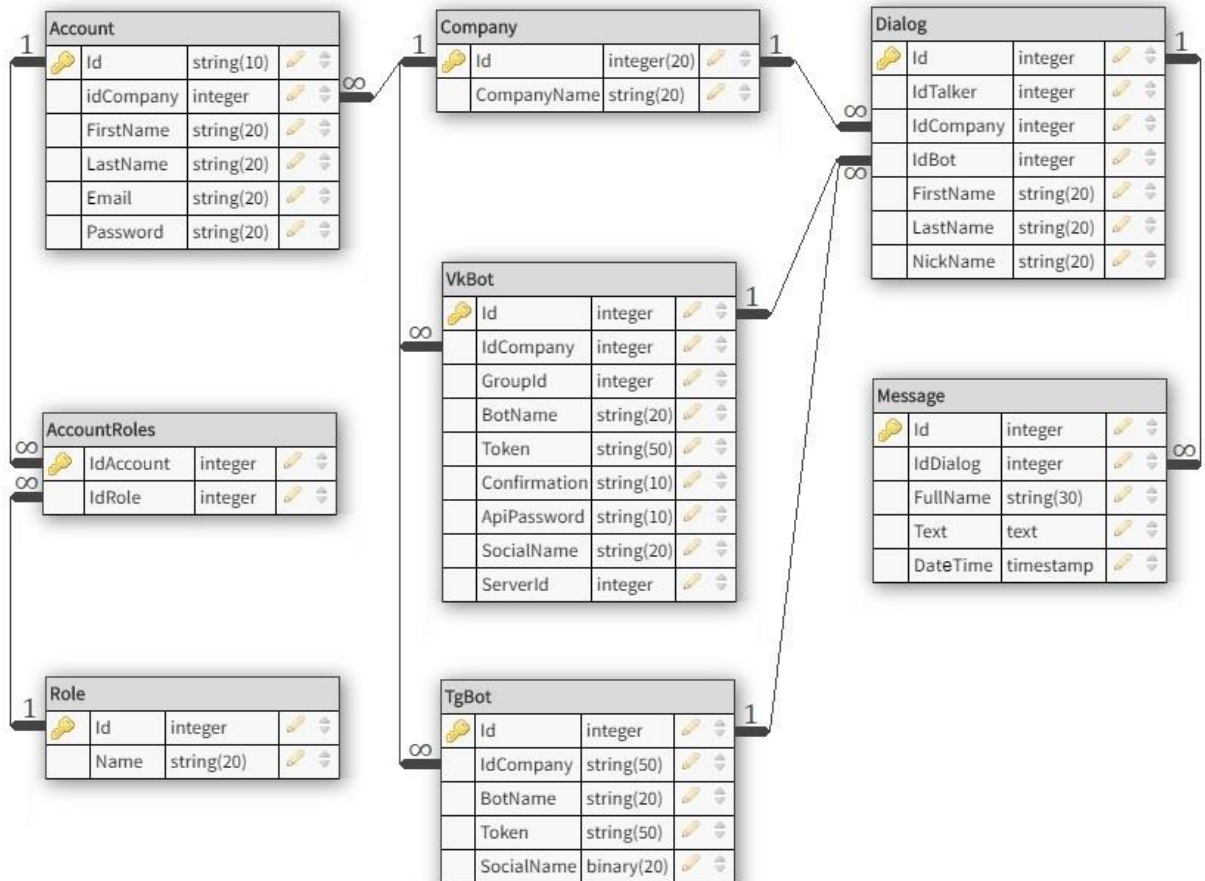 Account
Id string(10)
idCompany integer
FirstName string(20)
LastName string(20)
Email string(20)
Password string(20)
1
∞
Company
Id integer(20)
CompanyName string(20)
1
1
Dialog
Id integer
IdTalker integer
IdCompany integer
IdBot integer
FirstName string(20)
LastName string(20)
NickName string(20)
1
∞
∞
VkBot
Id integer
IdCompany integer
GroupId integer
BotName string(20)
Token string(50)
Confirmation string(10)
ApiPassword string(10)
SocialName string(20)
ServerId integer
1
∞
Message
Id integer
IdDialog integer
FullName string(30)
Text text
DateTime timestamp
∞
AccountRoles
IdAccount integer
IdRole integer
∞
∞
Role
Id integer
Name string(20)
1
TgBot
Id integer
IdCompany string(50)
BotName string(20)
Token string(50)
SocialName binary(20)
1
∞